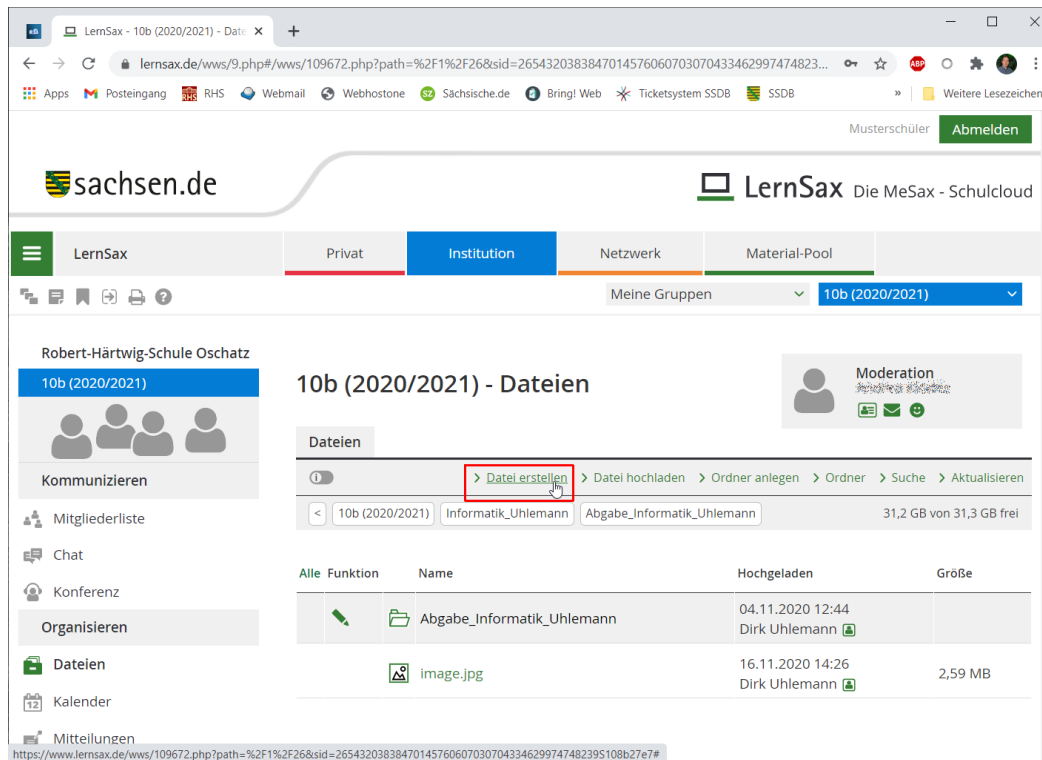 LernSax - 10b (2020/2021) - Date
lernsax.de/wws/9.php#/wws/109672.php?path=%2F1%2F26&sid=2654320383847014576060703070433462997474823...
ABP
Apps Posteingang RHS RHS Webmail Webhostone SZ Sächsische.de Bring! Web Ticketsystem SSDB SSDB » Weitere Lesezeichen
Musterschüler Abmelden
sachsen.de LernSax Die MeSax - Schulcloud
LernSax Privat Institution Netzwerk Material-Pool
Meine Gruppen 10b (2020/2021)
Robert-Härtwig-Schule Oschatz
10b (2020/2021)
10b (2020/2021) - Dateien
Moderation
Dateien
Kommunizieren
> Datei erstellen > Datei hochladen > Ordner anlegen > Ordner > Suche > Aktualisieren
< 10b (2020/2021) Informatik_Uhlemann Abgabe_Informatik_Uhlemann 31,2 GB von 31,3 GB frei
Mitgliederliste
Chat
Konferenz
Organisieren
Dateien
12 Kalender
Mitteilungen
Alle Funktion Name Hochgeladen Größe
Abgabe_Informatik_Uhlemann 04.11.2020 12:44
Dirk Uhlemann
image.jpg 16.11.2020 14:26 2,59 MB
Dirk Uhlemann
https://www.lernsax.de/wws/109672.php?path=%2F1%2F26&sid=26543203838470145760607030704334629974748239S108b27e7#